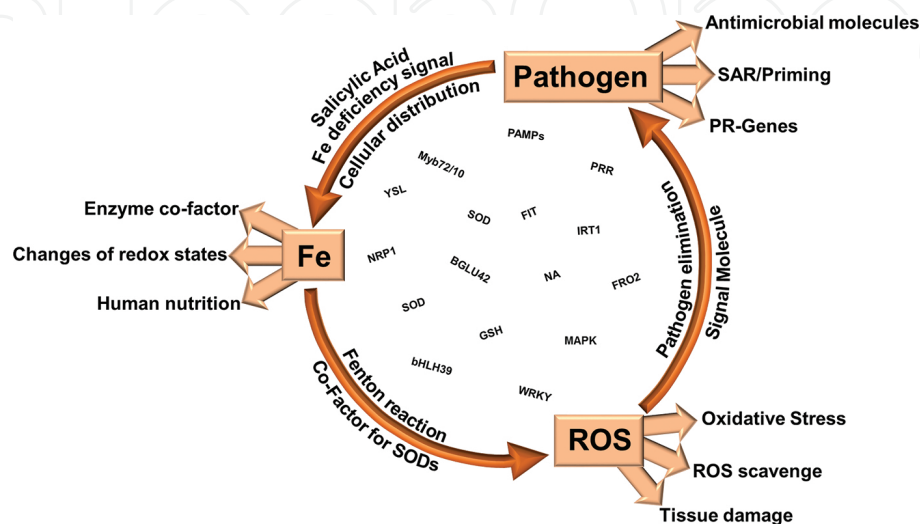 Antimicrobial molecules
Pathogen
SAR/Priming
PR-Genes
Salicylic Acid
Fe deficiency signal
Cellular distribution
PAMPs
Myb72/10
PRR
YSL
SOD
FIT
IRT1
Enzyme co-factor
Changes of redox states
Human nutrition
Fe
NRP1
BGLU42
NA
FRO2
SOD
GSH
MAPK
bHLH39
WRKY
Pathogen elimination
Signal Molecule
Fenton reaction
Co-Factor for SODs
ROS
Oxidative Stress
ROS scavenge
Tissue damage